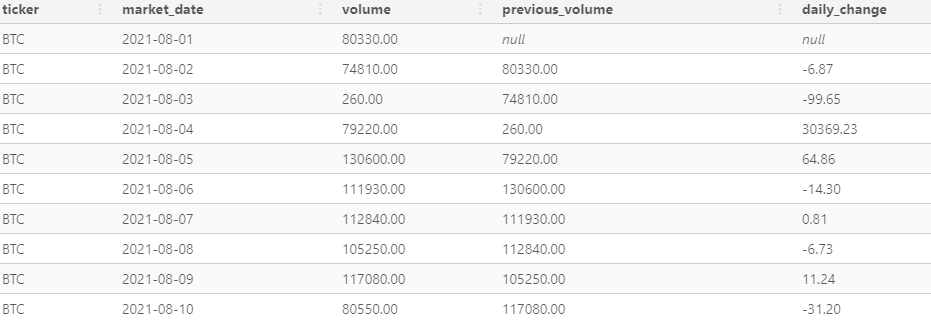 ticker market_date volume previous_volume daily_change
BTC 2021-08-01 80330.00 null null
BTC 2021-08-02 74810.00 80330.00 -6.87
BTC 2021-08-03 260.00 74810.00 -99.65
BTC 2021-08-04 79220.00 260.00 30369.23
BTC 2021-08-05 130600.00 79220.00 64.86
BTC 2021-08-06 111930.00 130600.00 -14.30
BTC 2021-08-07 112840.00 111930.00 0.81
BTC 2021-08-08 105250.00 112840.00 -6.73
BTC 2021-08-09 117080.00 105250.00 11.24
BTC 2021-08-10 80550.00 117080.00 -31.20